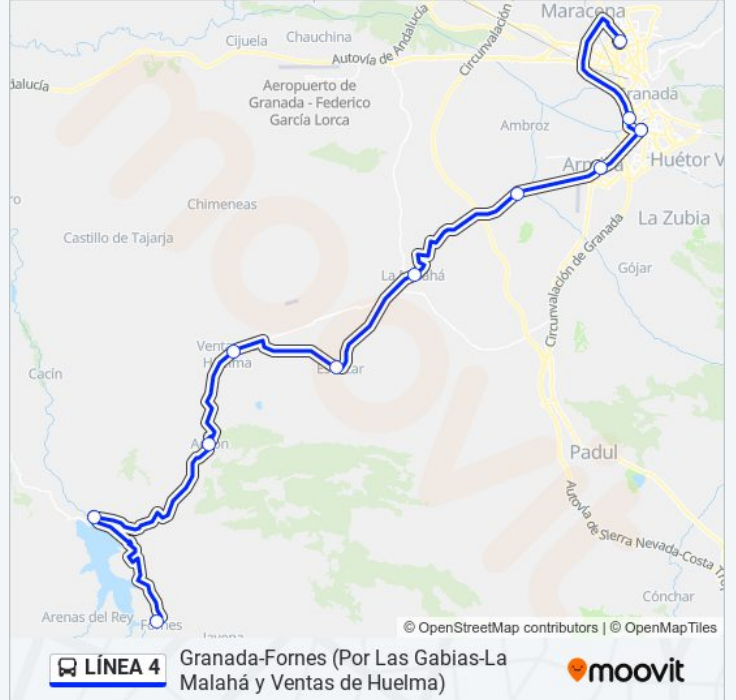 Maracena
Cijuela
Chauchina
Autovía de Andalucía
Circunvalación
Aeropuerto de
Granada - Federico
García Lorca
Ambroz
Huétor V
Chimeneas
La Zubia
Castillo de Tajarja
Gójar
Circunvalación de Granada
Cacín
Padul
Autovía de Sierra Nevada-Costa Tro
Cónchar
Arenas del Rey
moovit
© OpenStreetMap contributors | © OpenMapTiles
LÍNEA 4
Granada-Fornes (Por Las Gabias-La
Malahá y Ventas de Huelma)
moovit